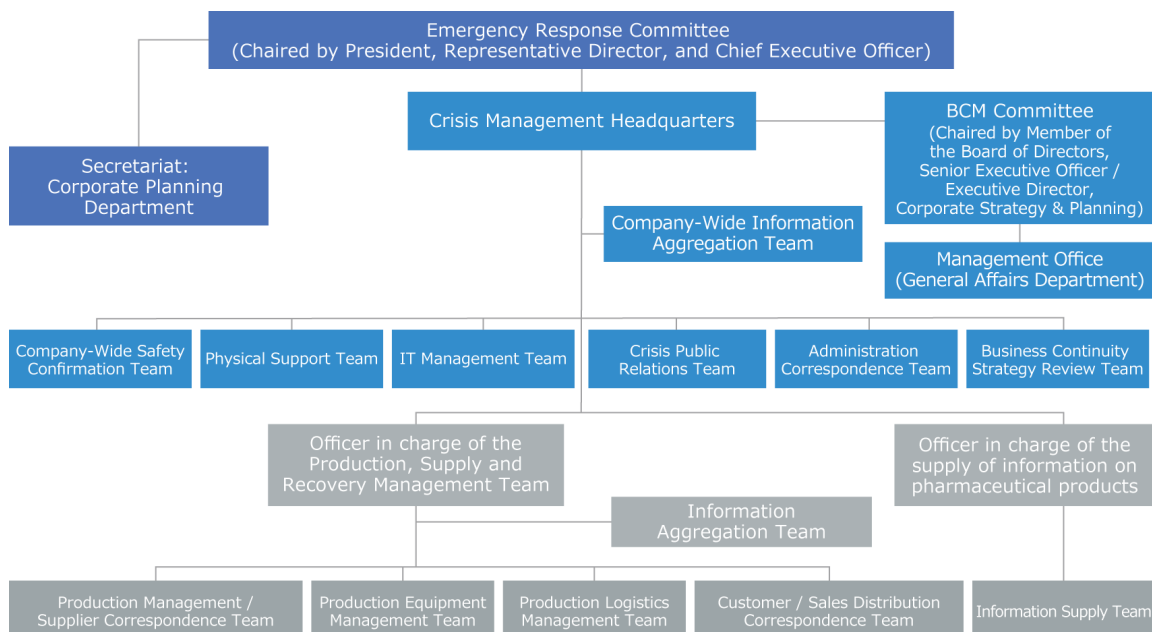 Emergency Response Committee
(Chaired by President, Representative Director, and Chief Executive Officer)
Crisis Management Headquarters
BCM Committee
(Chaired by Member of
the Board of Directors,
Senior Executive Officer /
Executive Director,
Corporate Strategy & Planning)
Secretariat:
Corporate Planning
Department
Company-Wide Information
Aggregation Team
Management Office
(General Affairs Department)
Company-Wide Safety
Confirmation Team
Physical Support Team
IT Management Team
Crisis Public
Relations Team
Administration
Correspondence Team
Business Continuity
Strategy Review Team
Officer in charge of the
Production, Supply and
Recovery Management Team
Officer in charge of the
supply of information on
pharmaceutical products
Information
Aggregation Team
Production Management /
Supplier Correspondence Team
Production Equipment
Management Team
Production Logistics
Management Team
Customer / Sales Distribution
Correspondence Team
Information Supply Team